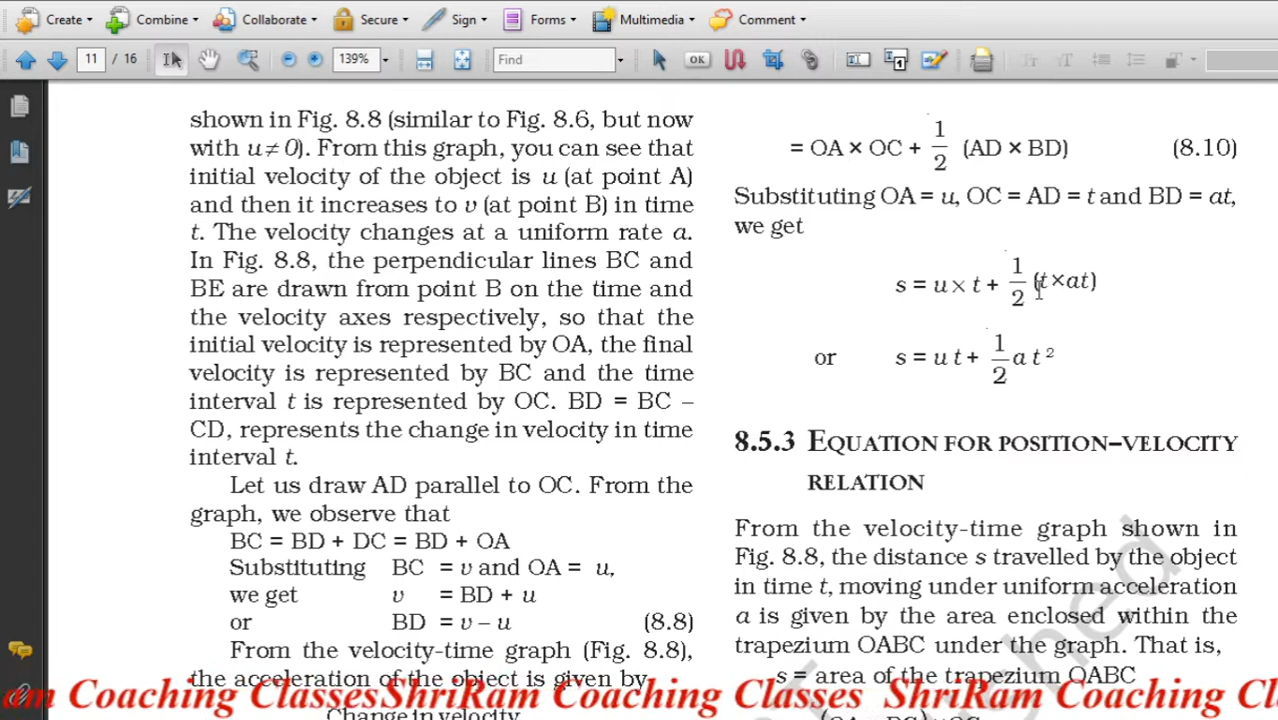 Create Combine Collaborate Secure Sign Forms Multimedia Comment
11 / 16 139% Find OK
shown in Fig. 8.8 (similar to Fig. 8.6, but now
with u ≠ 0). From this graph, you can see that
initial velocity of the object is u (at point A)
and then it increases to v (at point B) in time
t. The velocity changes at a uniform rate a.
In Fig. 8.8, the perpendicular lines BC and
BE are drawn from point B on the time and
the velocity axes respectively, so that the
initial velocity is represented by OA, the final
velocity is represented by BC and the time
interval t is represented by OC. BD = BC –
CD, represents the change in velocity in time
interval t.
Let us draw AD parallel to OC. From the
graph, we observe that
BC = BD + DC = BD + OA
Substituting BC = v and OA = u,
we get v = BD + u
or BD = v – u (8.8)
From the velocity-time graph (Fig. 8.8),
the acceleration of the object is given by
Change in velocity
= OA × OC + 1/2 (AD × BD) (8.10)
Substituting OA = u, OC = AD = t and BD = at,
we get
s = u × t + 1/2 (t × at)
or s = u t + 1/2 a t ²
8.5.3 EQUATION FOR POSITION–VELOCITY
RELATION
From the velocity-time graph shown in
Fig. 8.8, the distance s travelled by the object
in time t, moving under uniform acceleration
a is given by the area enclosed within the
trapezium OABC under the graph. That is,
s = area of the trapezium OABC
am Coaching ClassesShriRam Coaching Classes ShriRam Coaching Cl